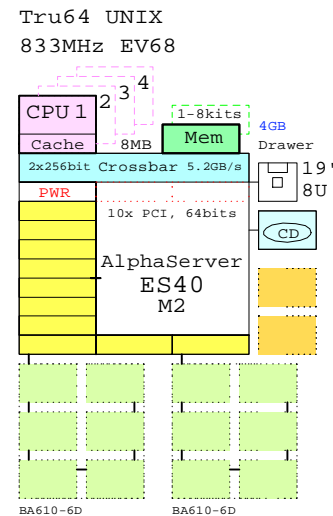 Tru64 UNIX
833MHz EV68
CPU 1 2 3 4
1-8kits
Cache 8MB Mem
4GB
Drawer
2x256bit Crossbar 5.2GB/s
19"
8U
PWR
10x PCI, 64bits
CD
AlphaServer
ES40
M2
BA610-6D BA610-6D